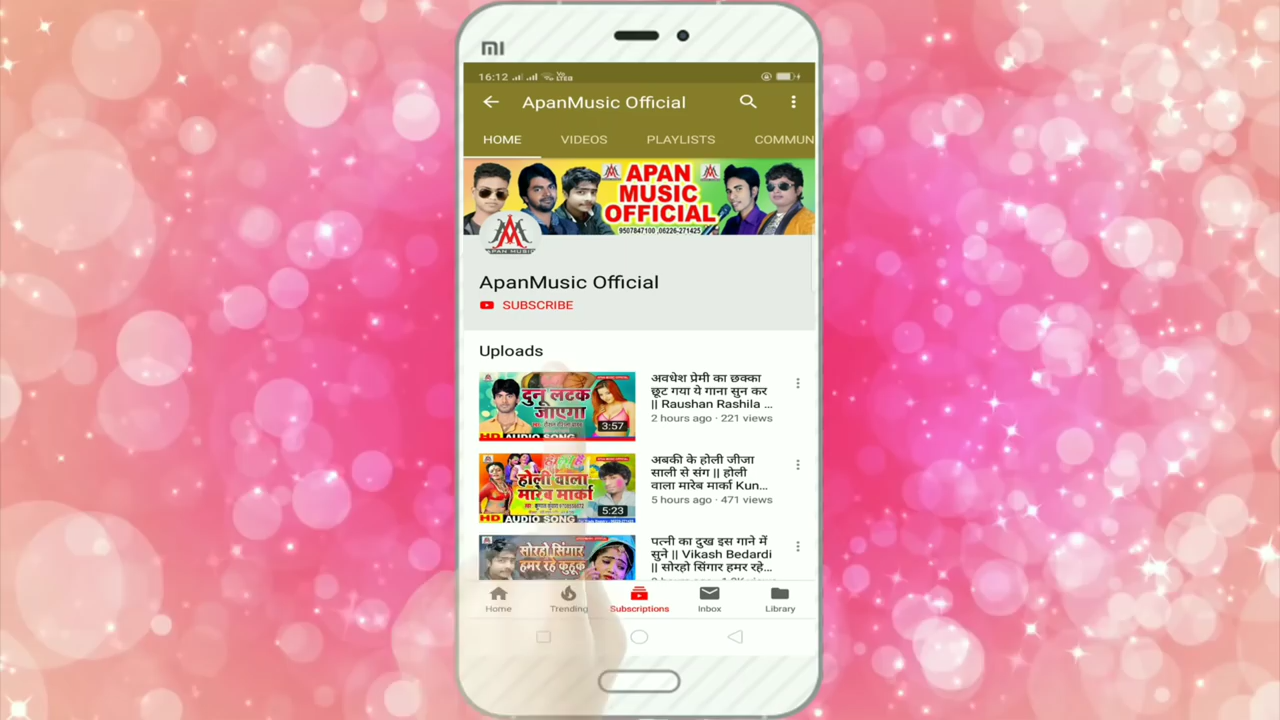 mi
16:12
ApanMusic Official
HOME VIDEOS PLAYLISTS COMMUN
APAN
MUSIC
OFFICIAL
9507847100 ,06226-271425
APAN MUSIC
ApanMusic Official
SUBSCRIBE
Uploads
दुनू लटक
जाएगा
3:57
HD AUDIO SONG
अवधेश प्रेमी का छक्का
छूट गया ये गाना सुन कर
|| Raushan Rashila ...
2 hours ago · 221 views
होली वाला
मारेब मार्का
5:23
HD AUDIO SONG
अबकी के होली जीजा
साली से संग || होली
वाला मारेब मार्का Kun...
5 hours ago · 471 views
सोरहो सिंगार
हमर रहे कुहूक
पत्नी का दुख इस गाने में
सुने || Vikash Bedardi
|| सोरहो सिंगार हमर रहे...
Home Trending Subscriptions Inbox Library